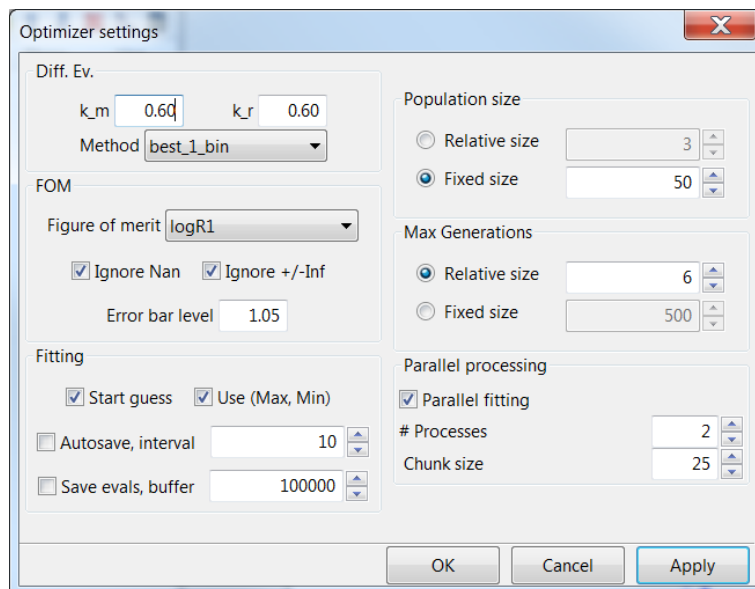 Optimizer settings
Diff. Ev.
k_m 0.60 k_r 0.60
Method best_1_bin
FOM
Figure of merit logR1
Ignore Nan Ignore +/-Inf
Error bar level 1.05
Fitting
Start guess Use (Max, Min)
Autosave, interval 10
Save evals, buffer 100000
Population size
Relative size 3
Fixed size 50
Max Generations
Relative size 6
Fixed size 500
Parallel processing
Parallel fitting
# Processes 2
Chunk size 25
OK Cancel Apply